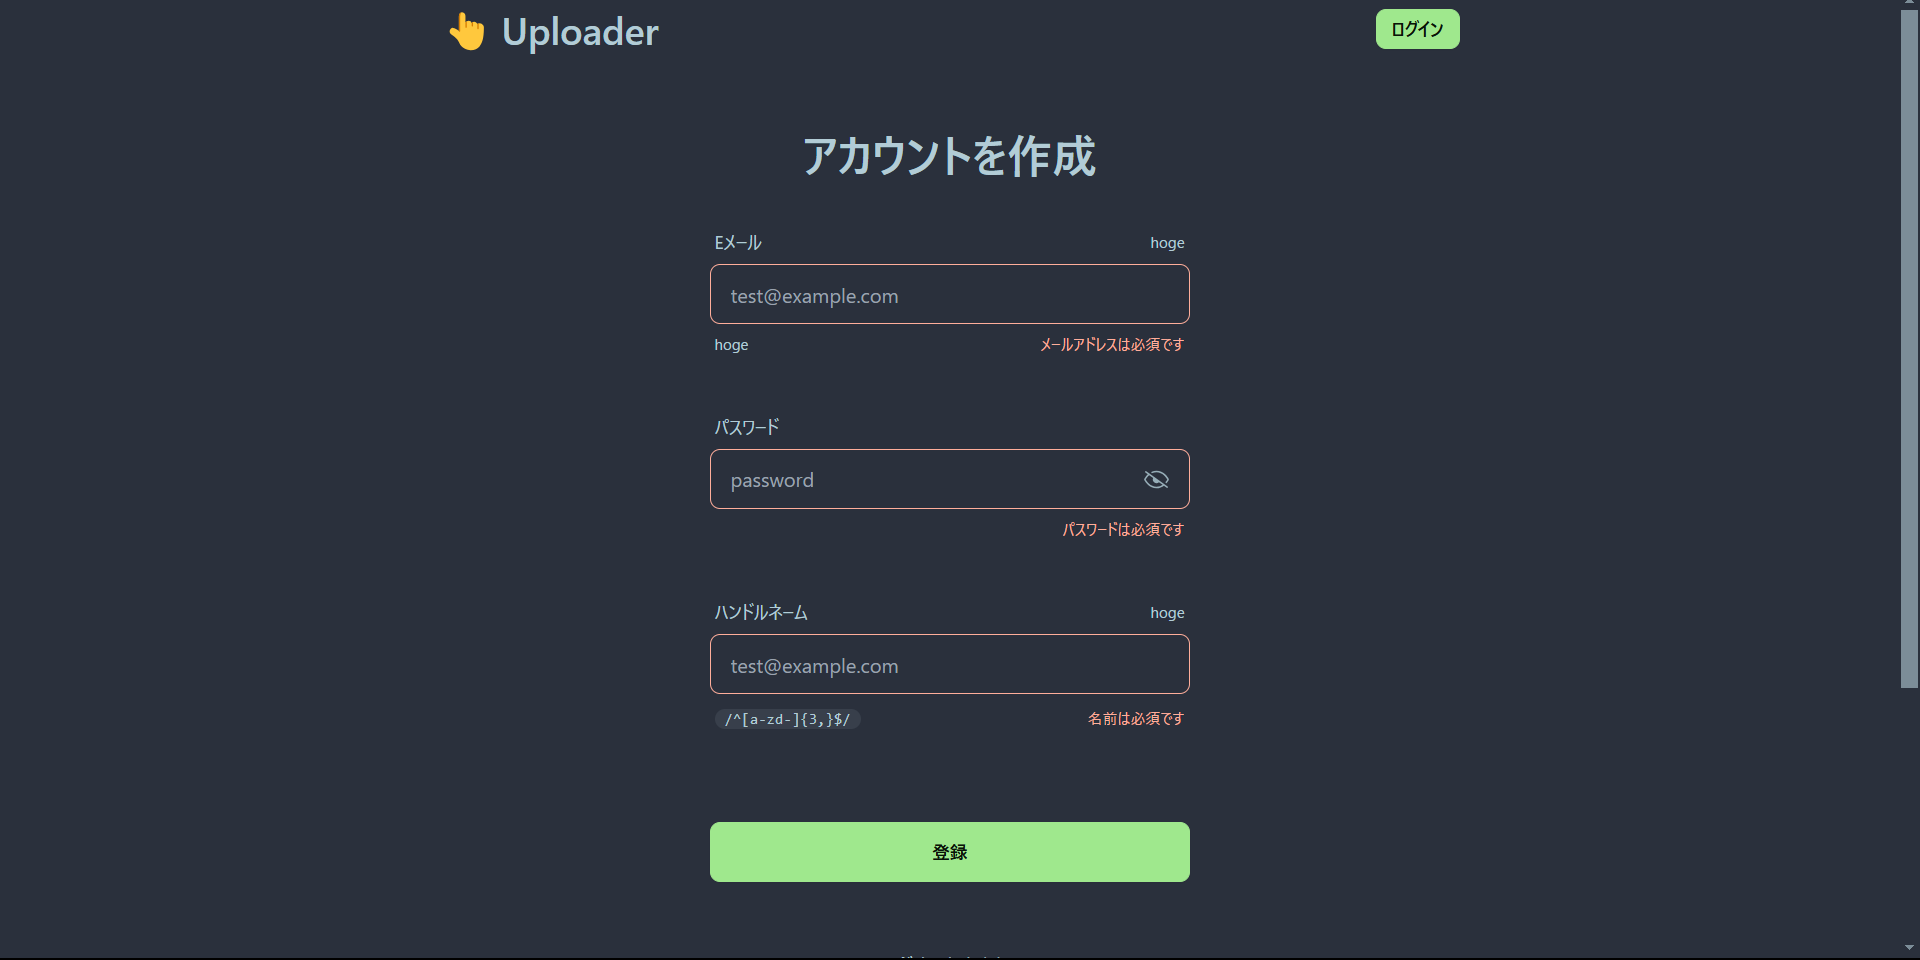 👆 Uploader
ログイン
アカウントを作成
Eメール
hoge
test@example.com
hoge
メールアドレスは必須です
パスワード
password
パスワードは必須です
ハンドルネーム
hoge
test@example.com
/^[a-zd-]{3,}$/
名前は必須です
登録